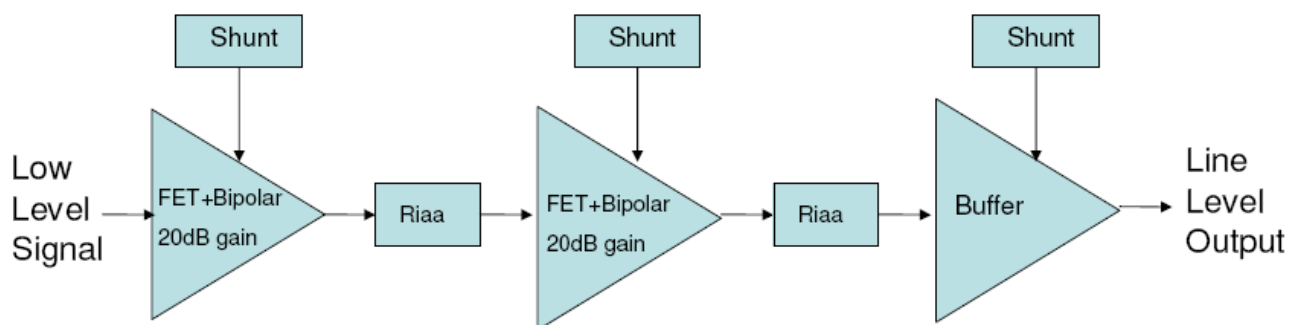 Shunt
Shunt
Shunt
Low
Level
Signal
FET+Bipolar
20dB gain
Riaa
FET+Bipolar
20dB gain
Riaa
Buffer
Line
Level
Output